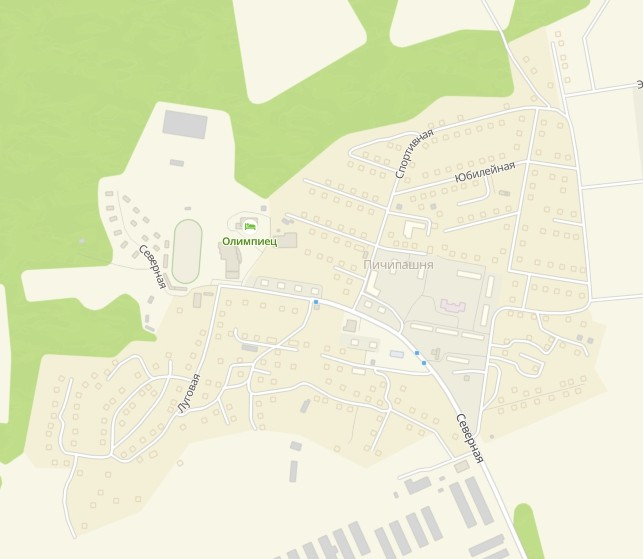 Э
Спортивная
Юбилейная
Олимпиец
Северная
Пичипашня
Луговая
Северная